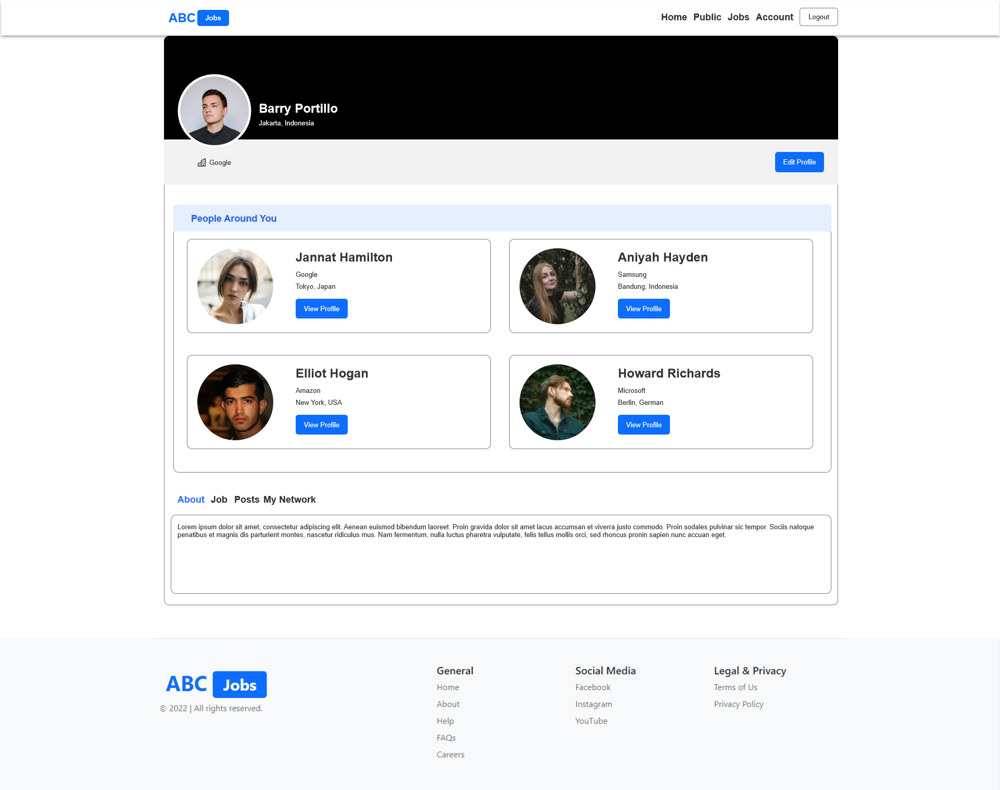 ABC Jobs
Home Public Jobs Account Logout
Barry Portillo
Jakarta, Indonesia
Google
Edit Profile
People Around You
Jannat Hamilton
Google
Tokyo, Japan
View Profile
Aniyah Hayden
Samsung
Bandung, Indonesia
View Profile
Elliot Hogan
Amazon
New York, USA
View Profile
Howard Richards
Microsoft
Berlin, German
View Profile
About Job Posts My Network
Lorem ipsum dolor sit amet, consectetur adipiscing elit. Aenean euismod bibendum laoreet. Proin gravida dolor sit amet lacus accumsan et viverra justo commodo. Proin sodales pulvinar sic tempor. Sociis natoque
penatibus et magnis dis parturient montes, nascetur ridiculus mus. Nam fermentum, nulla luctus pharetra vulputate, felis tellus mollis orci, sed rhoncus pronin sapien nunc accuan eget.
ABC Jobs
© 2022 | All rights reserved.
General
Home
About
Help
FAQs
Careers
Social Media
Facebook
Instagram
YouTube
Legal & Privacy
Terms of Us
Privacy Policy